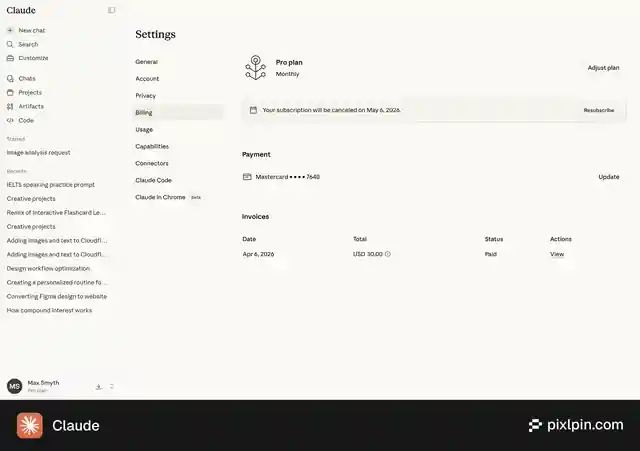 Claude
New chat
Search
Customize
Chats
Projects
Artifacts
Code
Starred
Image analysis request
Recents
IELTS speaking practice prompt
Creative projects
Remix of Interactive Flashcard Le...
Creative projects
Adding images and text to Cloudfl...
Adding images and text to Cloudfl...
Design workflow optimization
Creating a personalized routine fo...
Converting Figma design to website
How compound interest works
MS
Max Smyth
Pro plan
Settings
General
Account
Privacy
Billing
Usage
Capabilities
Connectors
Claude Code
Claude in Chrome Beta
Pro plan
Monthly
Adjust plan
Your subscription will be canceled on May 6, 2026.
Resubscribe
Payment
Mastercard •••• 7640
Update
Invoices
Date Total Status Actions
Apr 6, 2026 USD 30.00 Paid View
Claude
pixlpin.com